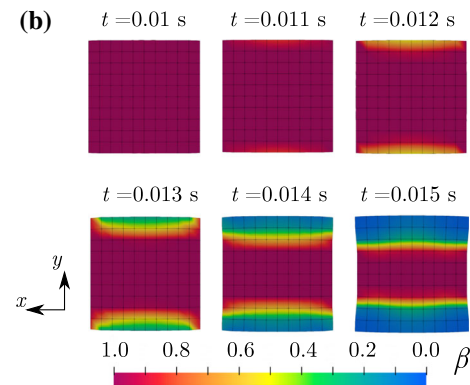 (b)
t =0.01 s t =0.011 s t =0.012 s
t =0.013 s t =0.014 s t =0.015 s
y
x
1.0 0.8 0.6 0.4 0.2 0.0 β